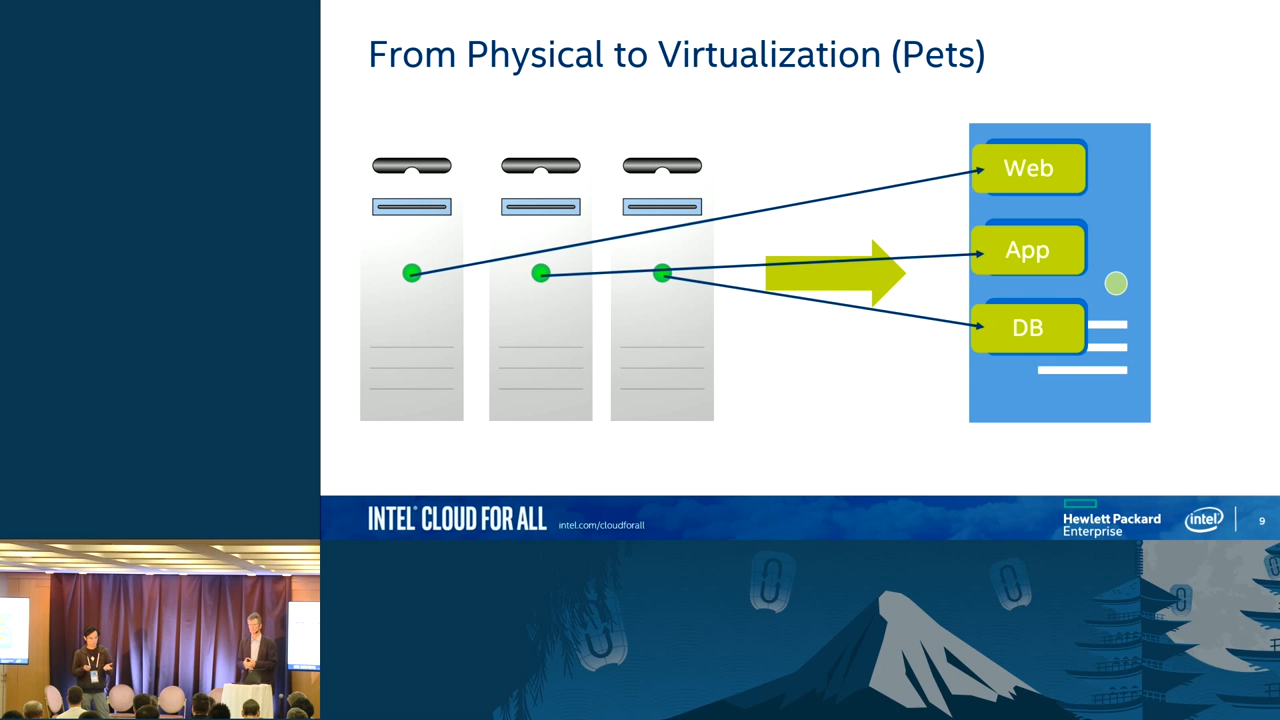 From Physical to Virtualization (Pets)
Web
App
DB
INTEL® CLOUD FOR ALL
intel.com/cloudforall
Hewlett Packard
Enterprise
intel
9